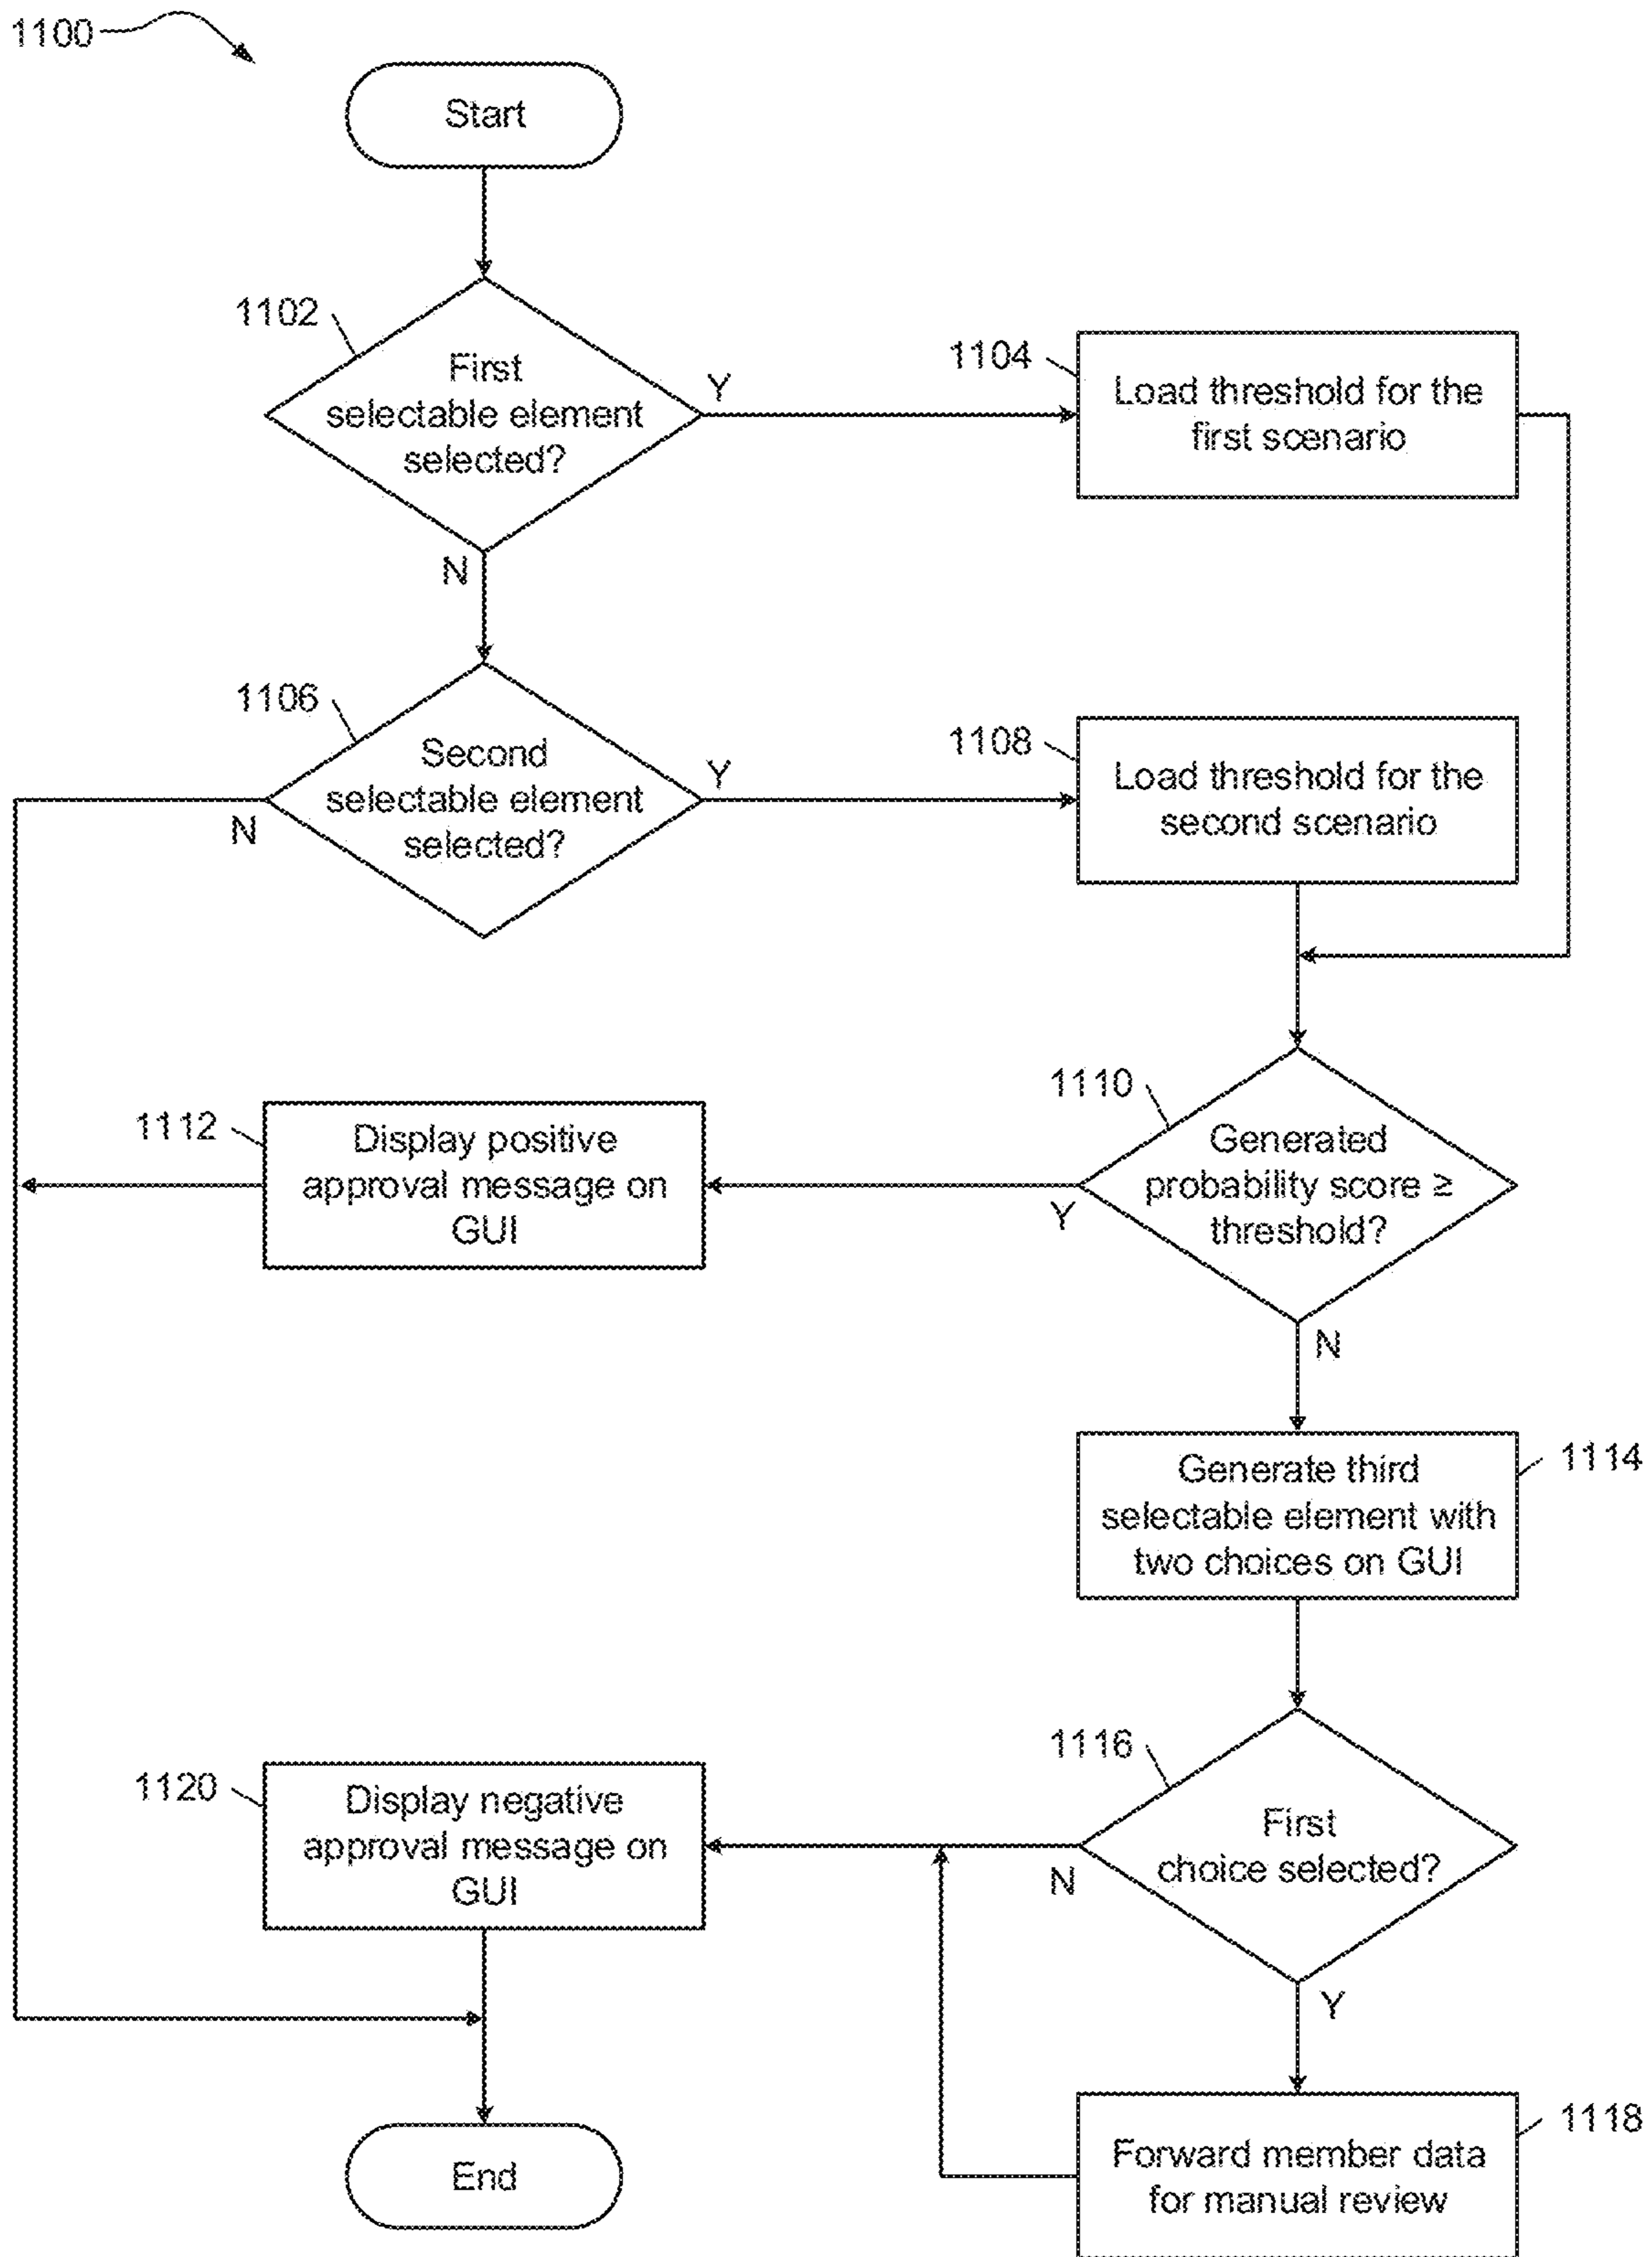 1100
Start
1102
First
selectable element
selected?
Y
N
1104
Load threshold for the
first scenario
1106
Second
selectable element
selected?
Y
N
1108
Load threshold for the
second scenario
1110
Generated
probability score ≥
threshold?
Y
N
1112
Display positive
approval message on
GUI
1114
Generate third
selectable element with
two choices on GUI
1116
First
choice selected?
N
Y
1120
Display negative
approval message on
GUI
1118
Forward member data
for manual review
End